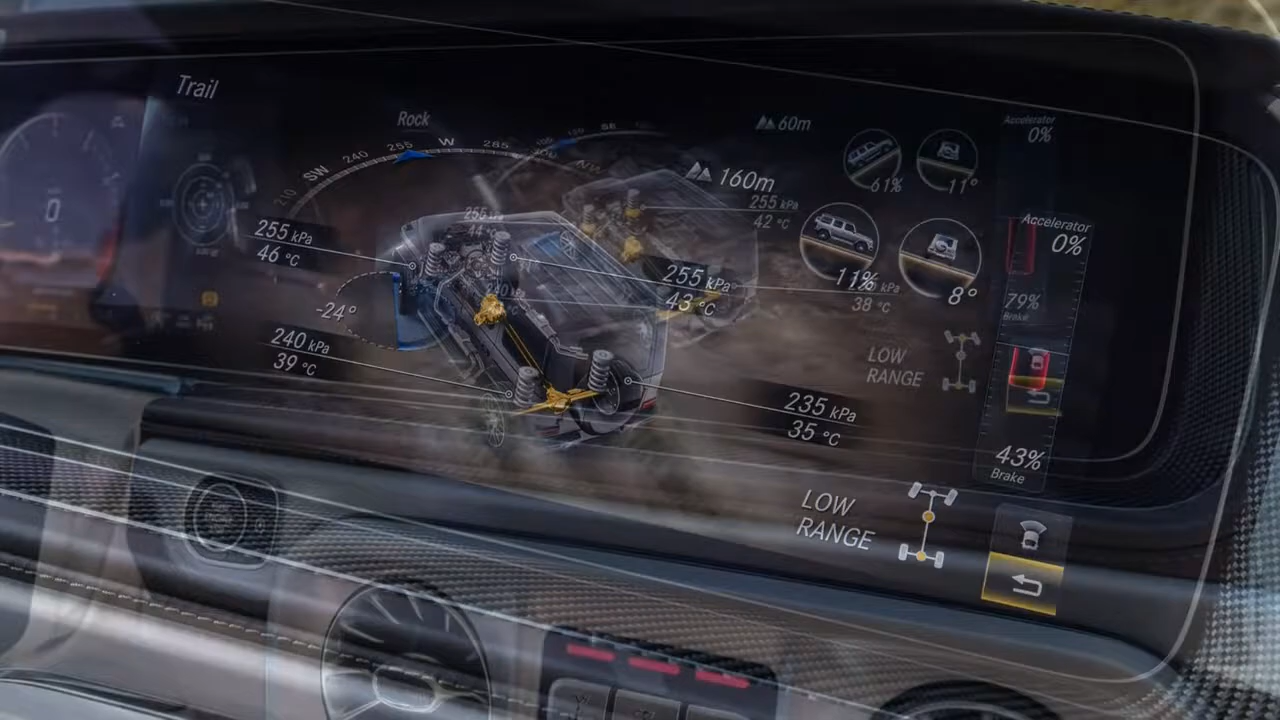 Trail
Rock
60m
Accelerator
0%
SW
210
240
255
W
285
SE
61%
11°
160m
255 kPa
42 °C
255 kPa
46 °C
Accelerator
0%
255 kPa
43 °C
11%
8°
38 °C
-24°
79%
Brake
0
240 kPa
39 °C
LOW
RANGE
235 kPa
35 °C
43%
Brake
LOW
RANGE